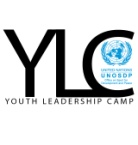 YLC
UNITED NATIONS
UNOSDP
YOUTH LEADERSHIP CAMP